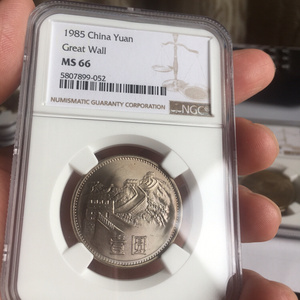 1985 China Yuan
Great Wall
MS 66
5807899-052
NUMISMATIC GUARANTY CORPORATION
NGC
壹圆